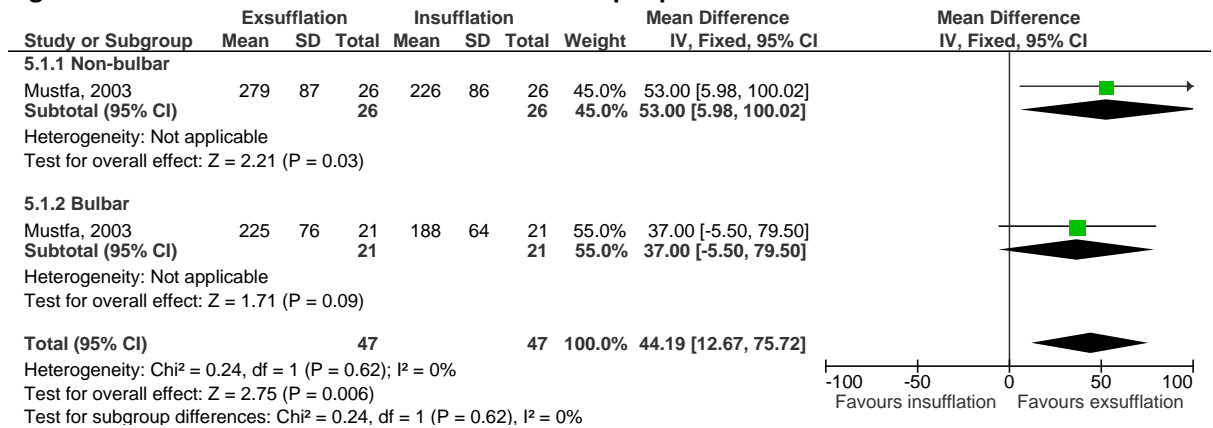 Exsufflation Insufflation Mean Difference Mean Difference
Study or Subgroup Mean SD Total Mean SD Total Weight IV, Fixed, 95% CI IV, Fixed, 95% CI
5.1.1 Non-bulbar
Mustfa, 2003 279 87 26 226 86 26 45.0% 53.00 [5.98, 100.02]
Subtotal (95% CI) 26 26 45.0% 53.00 [5.98, 100.02]
Heterogeneity: Not applicable
Test for overall effect: Z = 2.21 (P = 0.03)
5.1.2 Bulbar
Mustfa, 2003 225 76 21 188 64 21 55.0% 37.00 [-5.50, 79.50]
Subtotal (95% CI) 21 21 55.0% 37.00 [-5.50, 79.50]
Heterogeneity: Not applicable
Test for overall effect: Z = 1.71 (P = 0.09)
Total (95% CI) 47 47 100.0% 44.19 [12.67, 75.72]
Heterogeneity: Chi² = 0.24, df = 1 (P = 0.62); I² = 0%
Test for overall effect: Z = 2.75 (P = 0.006)
Test for subgroup differences: Chi² = 0.24, df = 1 (P = 0.62), I² = 0%
-100 -50 0 50 100
Favours insufflation Favours exsufflation